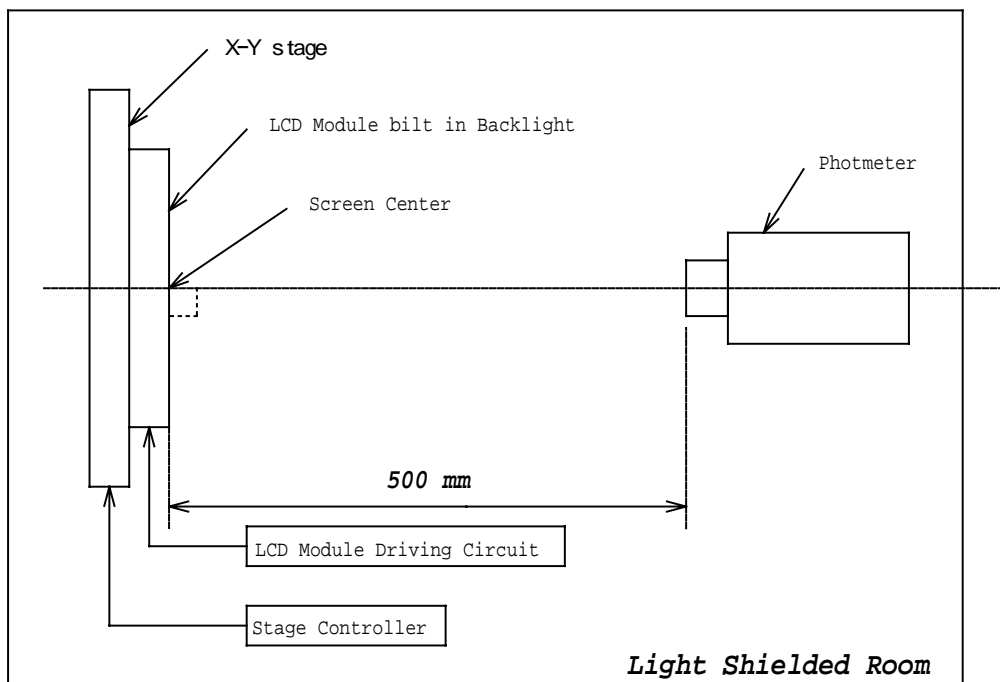 X-Y stage
LCD Module bilt in Backlight
Photmeter
Screen Center
500 mm
LCD Module Driving Circuit
Stage Controller
Light Shielded Room